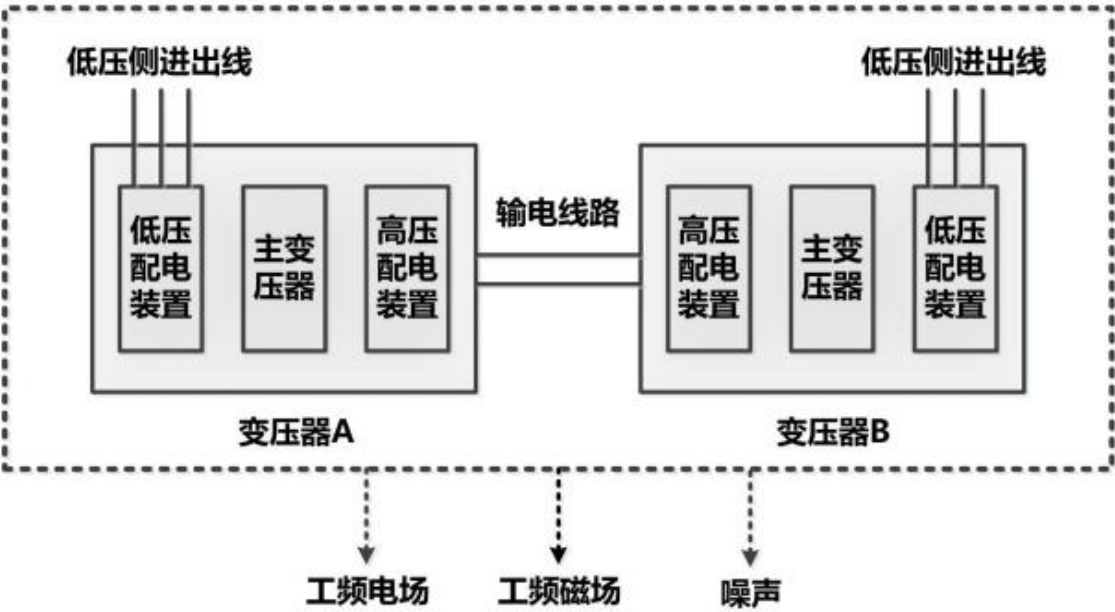 低压侧进出线
低压侧进出线
低压
配电
装置
主变
压器
高压
配电
装置
输电线路
高压
配电
装置
主变
压器
低压
配电
装置
变压器A
变压器B
工频电场
工频磁场
噪声